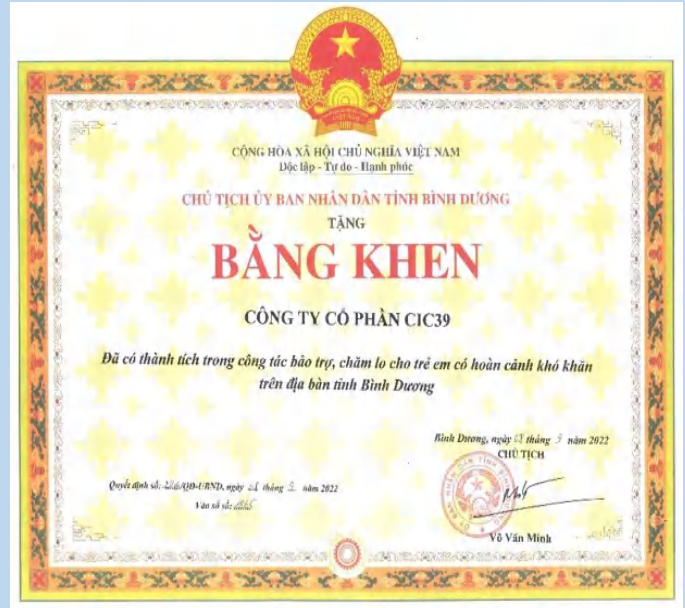 CỘNG HÒA XÃ HỘI CHỦ NGHĨA VIỆT NAM
Độc lập - Tự do - Hạnh phúc
CHỦ TỊCH ỦY BAN NHÂN DÂN TỈNH BÌNH DƯƠNG
TẶNG
BẰNG KHEN
CÔNG TY CỔ PHẦN CIC39
Đã có thành tích trong công tác bảo trợ, chăm lo cho trẻ em có hoàn cảnh khó khăn
trên địa bàn tỉnh Bình Dương
Bình Dương, ngày tháng năm 2022
CHỦ TỊCH
Quyết định số: /QĐ-UBND, ngày tháng năm 2022
Vào sổ số:
Võ Văn Minh